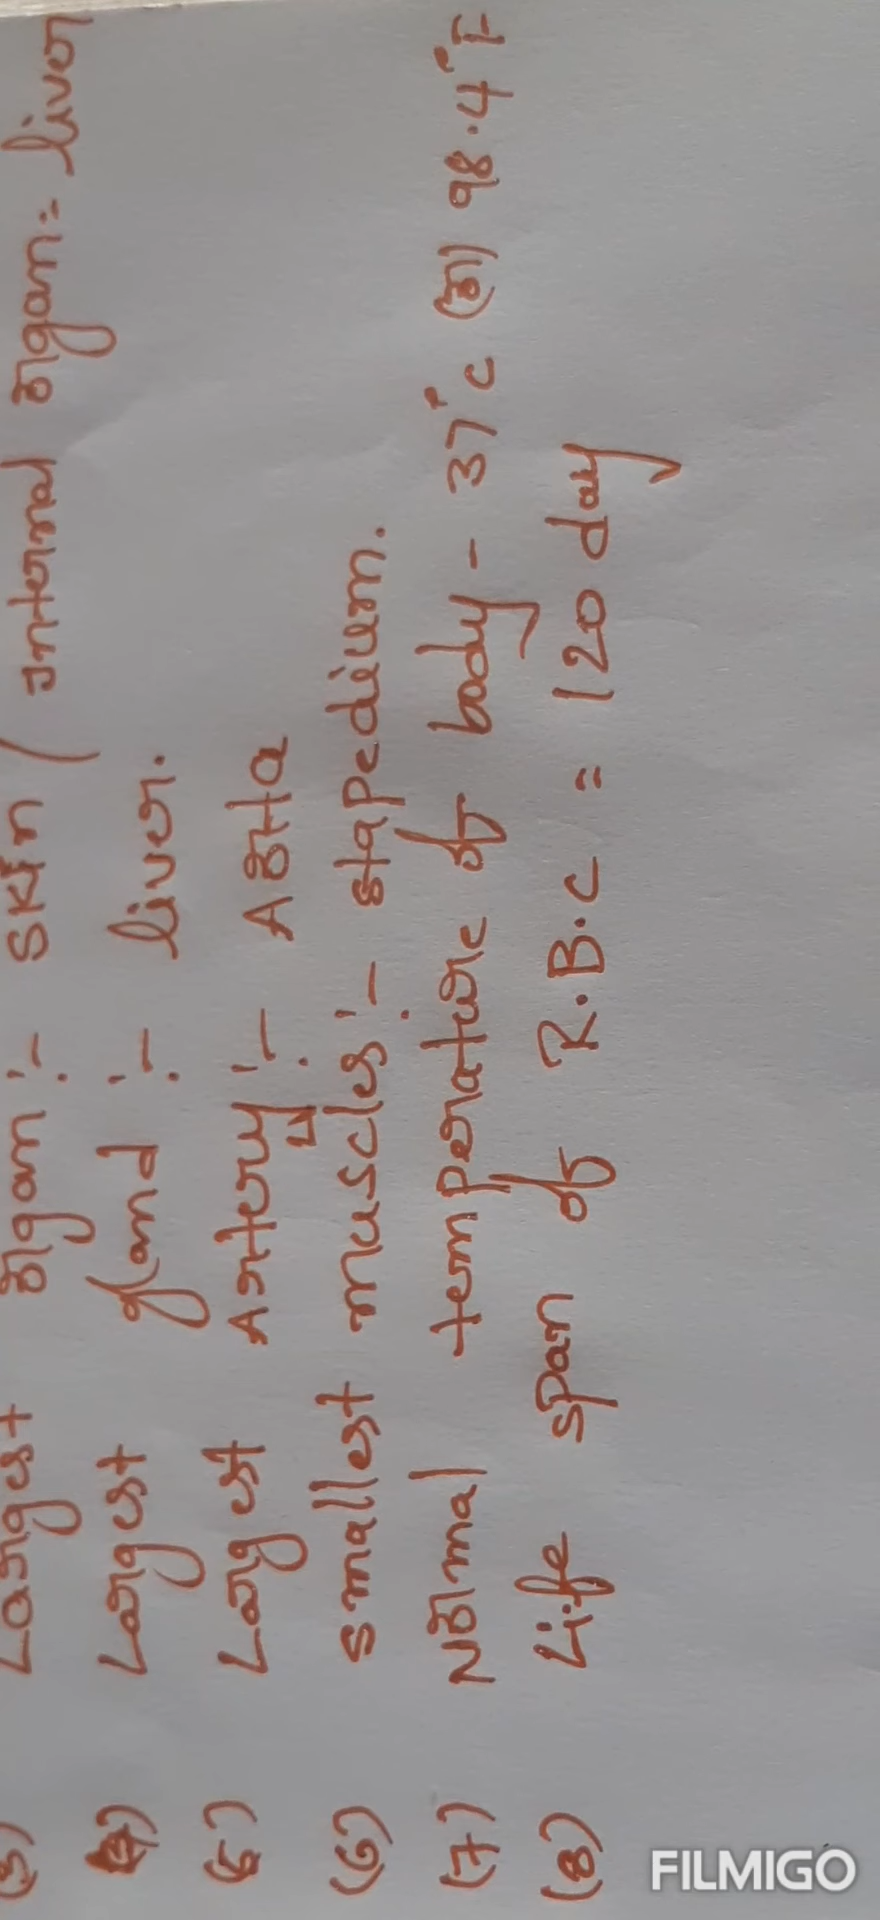 (3) Largest organ :- skin / Internal organ:- liver
(4) Largest gland :- liver.
(5) Largest Artery :- Aorta
(6) smallest muscles :- stapedium.
(7) Normal temperature of body - 37°c (or) 98.4°F
(8) Life span of R.B.C = 120 day
FILMIGO